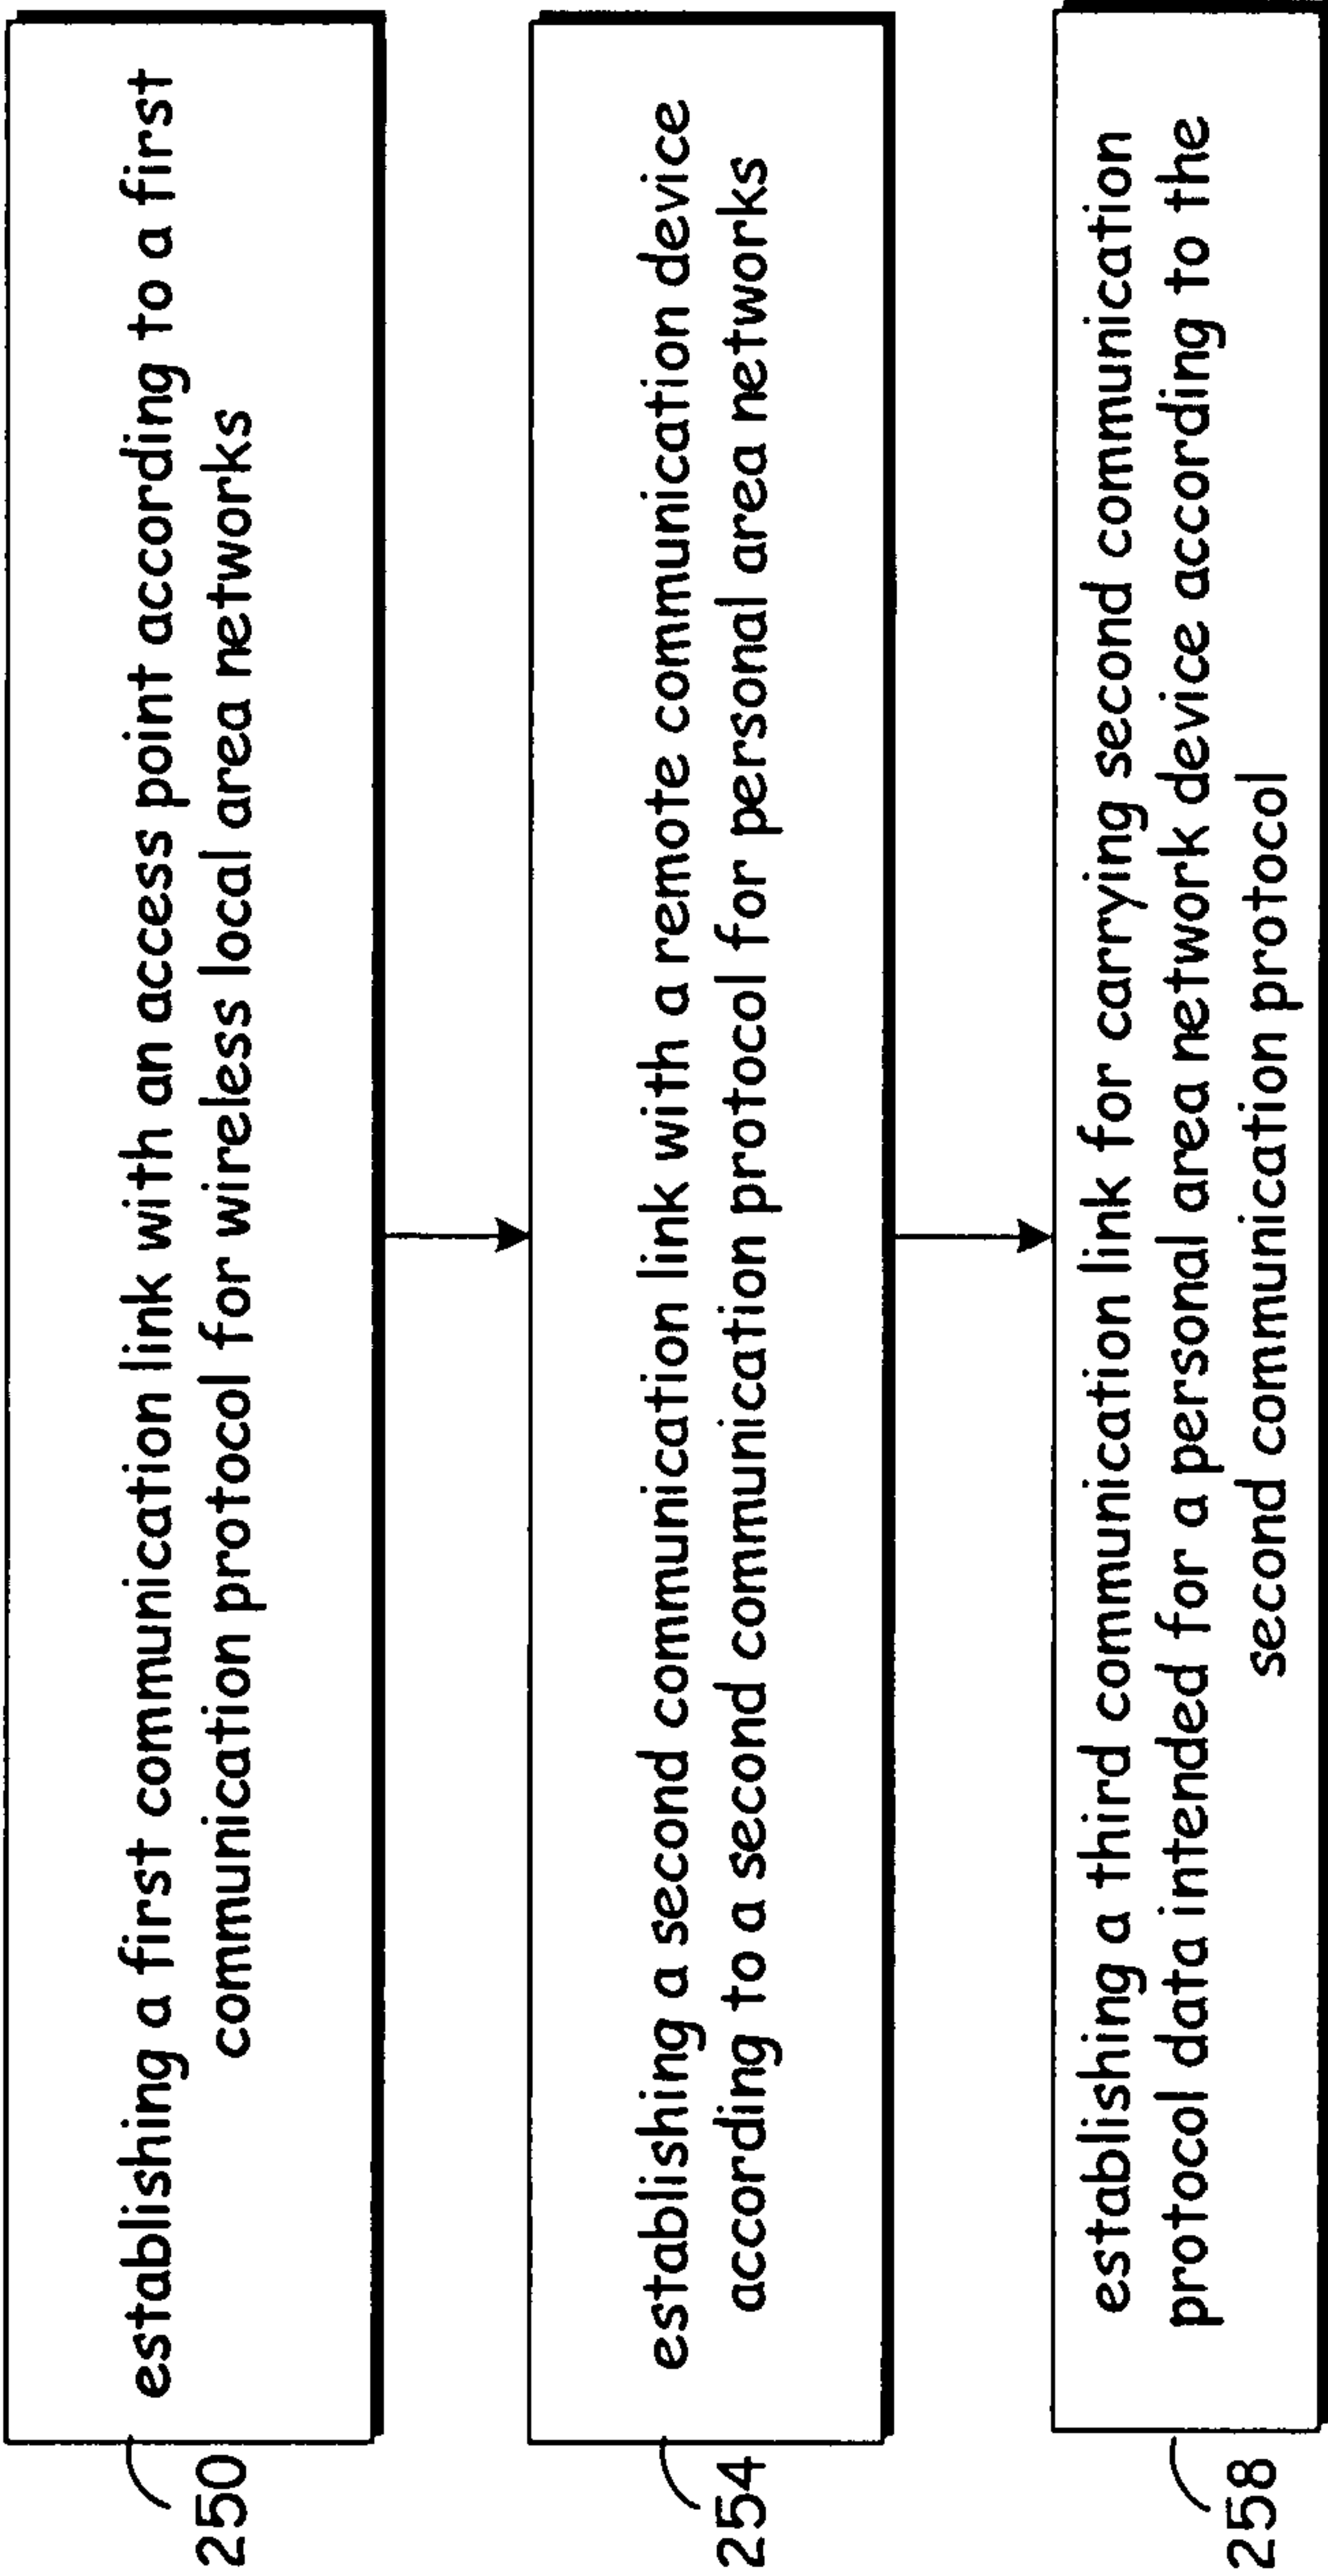 establishing a first communication link with an access point according to a first
communication protocol for wireless local area networks
250
establishing a second communication link with a remote communication device
according to a second communication protocol for personal area networks
254
establishing a third communication link for carrying second communication
protocol data intended for a personal area network device according to the
second communication protocol
258